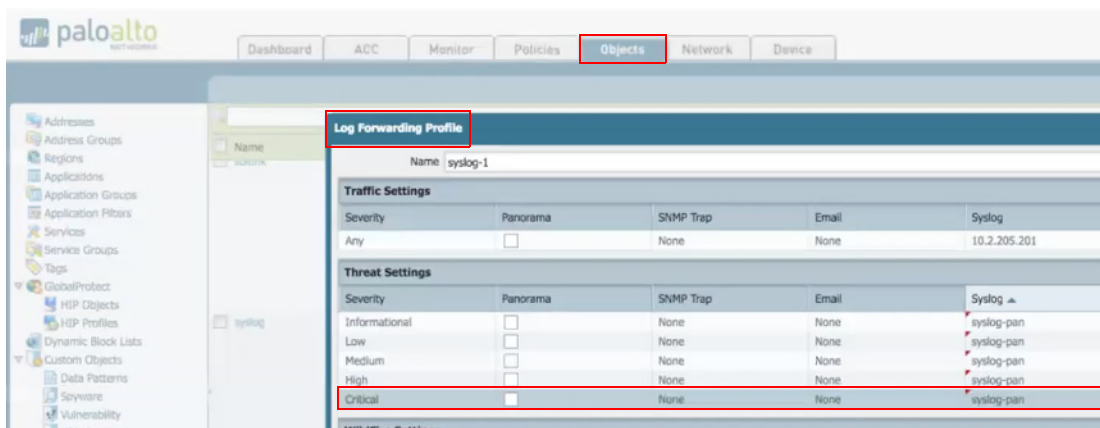 paloalto
NETWORKS
Dashboard ACC Monitor Policies Objects Network Device
Addresses
Address Groups
Regions
Applications
Application Groups
Application Filters
Services
Service Groups
Tags
GlobalProtect
HIP Objects
HIP Profiles
Dynamic Block Lists
Custom Objects
Data Patterns
Spyware
Vulnerability
Name
syslog
Log Forwarding Profile
Name syslog-1
Traffic Settings
Severity Panorama SNMP Trap Email Syslog
Any None None 10.2.205.201
Threat Settings
Severity Panorama SNMP Trap Email Syslog
Informational None None syslog-pan
Low None None syslog-pan
Medium None None syslog-pan
High None None syslog-pan
Critical None None syslog-pan